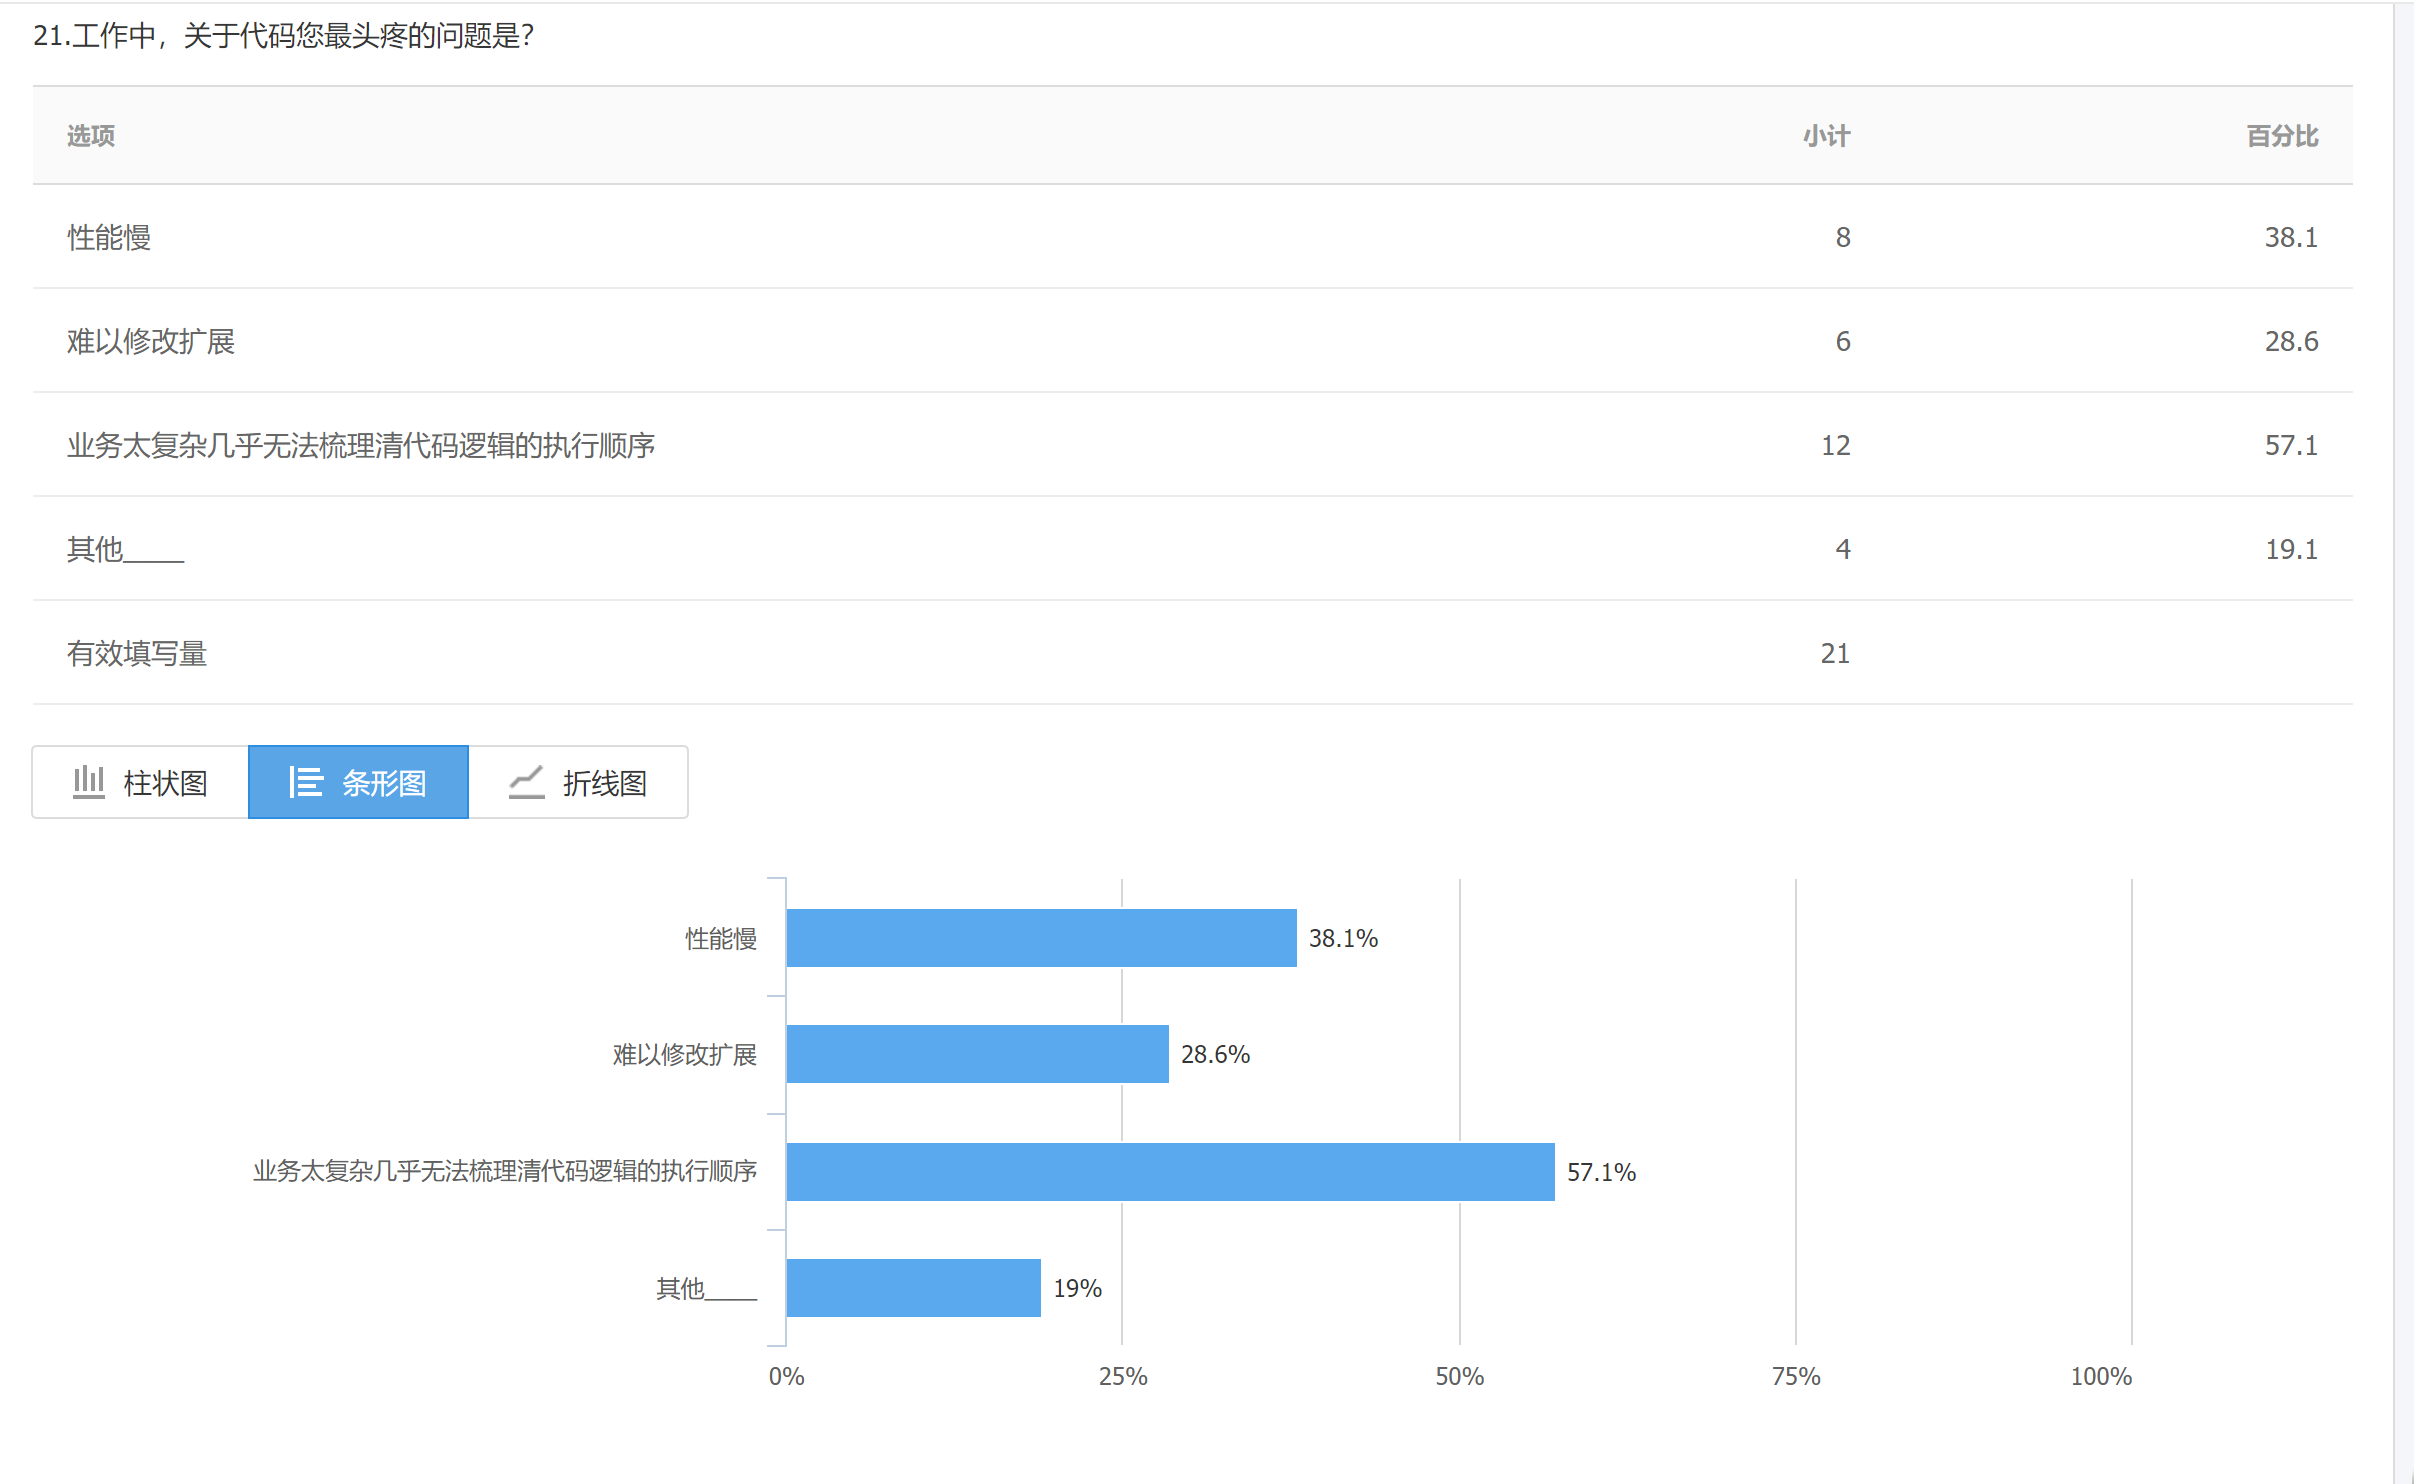 21.工作中，关于代码您最头疼的问题是?
选项 小计 百分比
性能慢 8 38.1
难以修改扩展 6 28.6
业务太复杂几乎无法梳理清代码逻辑的执行顺序 12 57.1
其他____ 4 19.1
有效填写量 21
柱状图 条形图 折线图
性能慢 38.1%
难以修改扩展 28.6%
业务太复杂几乎无法梳理清代码逻辑的执行顺序 57.1%
其他____ 19%
0% 25% 50% 75% 100%